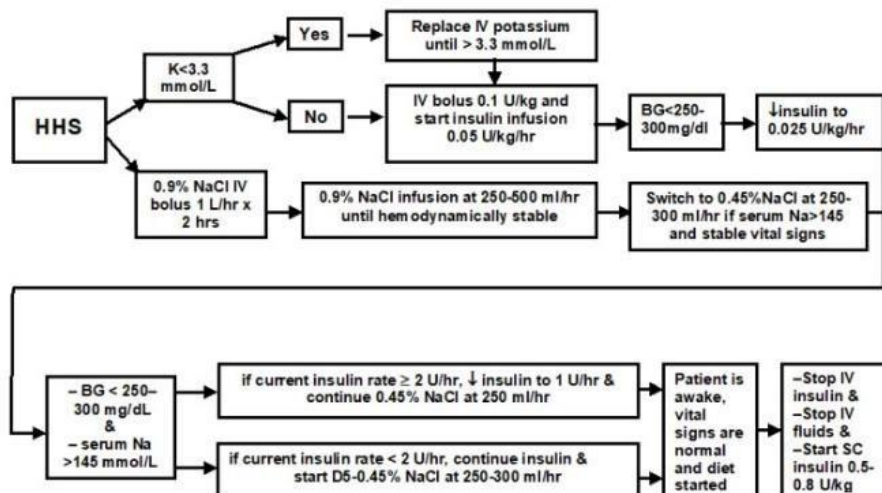 Yes
Replace IV potassium
until > 3.3 mmol/L
K<3.3
mmol/L
HHS
No
IV bolus 0.1 U/kg and
start insulin infusion
0.05 U/kg/hr
BG<250-
300mg/dl
↓insulin to
0.025 U/kg/hr
0.9% NaCl IV
bolus 1 L/hr x
2 hrs
0.9% NaCl infusion at 250-500 ml/hr
until hemodynamically stable
Switch to 0.45%NaCl at 250-
300 ml/hr if serum Na>145
and stable vital signs
– BG < 250–
300 mg/dL
&
– serum Na
>145 mmol/L
if current insulin rate ≥ 2 U/hr, ↓ insulin to 1 U/hr &
continue 0.45% NaCl at 250 ml/hr
if current insulin rate < 2 U/hr, continue insulin &
start D5-0.45% NaCl at 250-300 ml/hr
Patient is
awake,
vital
signs are
normal
and diet
started
–Stop IV
insulin &
–Stop IV
fluids &
–Start SC
insulin 0.5-
0.8 U/kg